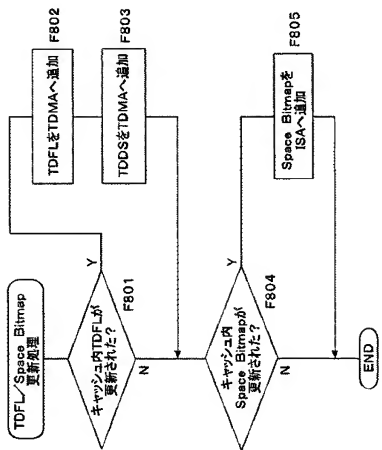 TDFL/Space Bitmap
更新処理
キャッシュ内TDFLが
更新された?
F801
Y
N
TDFLをTDMAへ追加
F802
TDDSをTDMAへ追加
F803
キャッシュ内
Space Bitmapが
更新された?
F804
Y
N
Space Bitmapを
ISAへ追加
F805
END